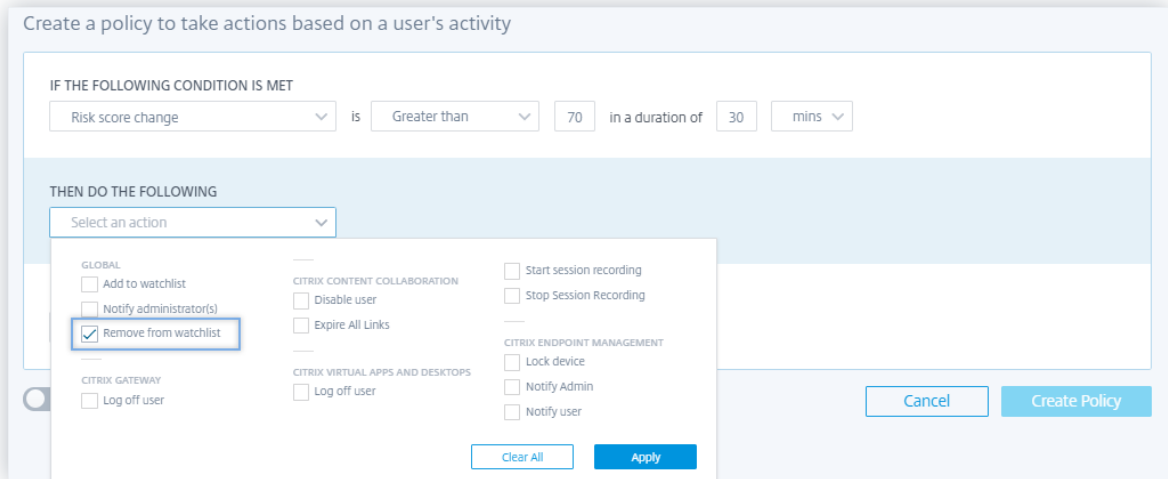 Create a policy to take actions based on a user's activity
IF THE FOLLOWING CONDITION IS MET
Risk score change is Greater than 70 in a duration of 30 mins
THEN DO THE FOLLOWING
Select an action
GLOBAL
Add to watchlist
Notify administrator(s)
Remove from watchlist
CITRIX GATEWAY
Log off user
CITRIX CONTENT COLLABORATION
Disable user
Expire All Links
CITRIX VIRTUAL APPS AND DESKTOPS
Log off user
Start session recording
Stop Session Recording
CITRIX ENDPOINT MANAGEMENT
Lock device
Notify Admin
Notify user
Clear All
Apply
Cancel
Create Policy